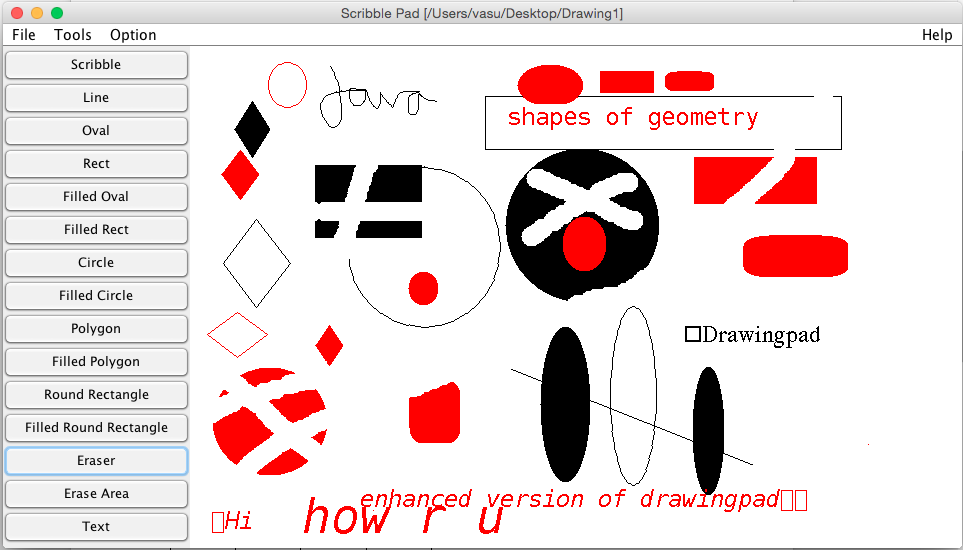 Scribble Pad [/Users/vasu/Desktop/Drawing1]
File Tools Option Help
Scribble
Line
Oval
Rect
Filled Oval
Filled Rect
Circle
Filled Circle
Polygon
Filled Polygon
Round Rectangle
Filled Round Rectangle
Eraser
Erase Area
Text
Java
shapes of geometry
□Drawingpad
enhanced version of drawingpad□□
□Hi how r u